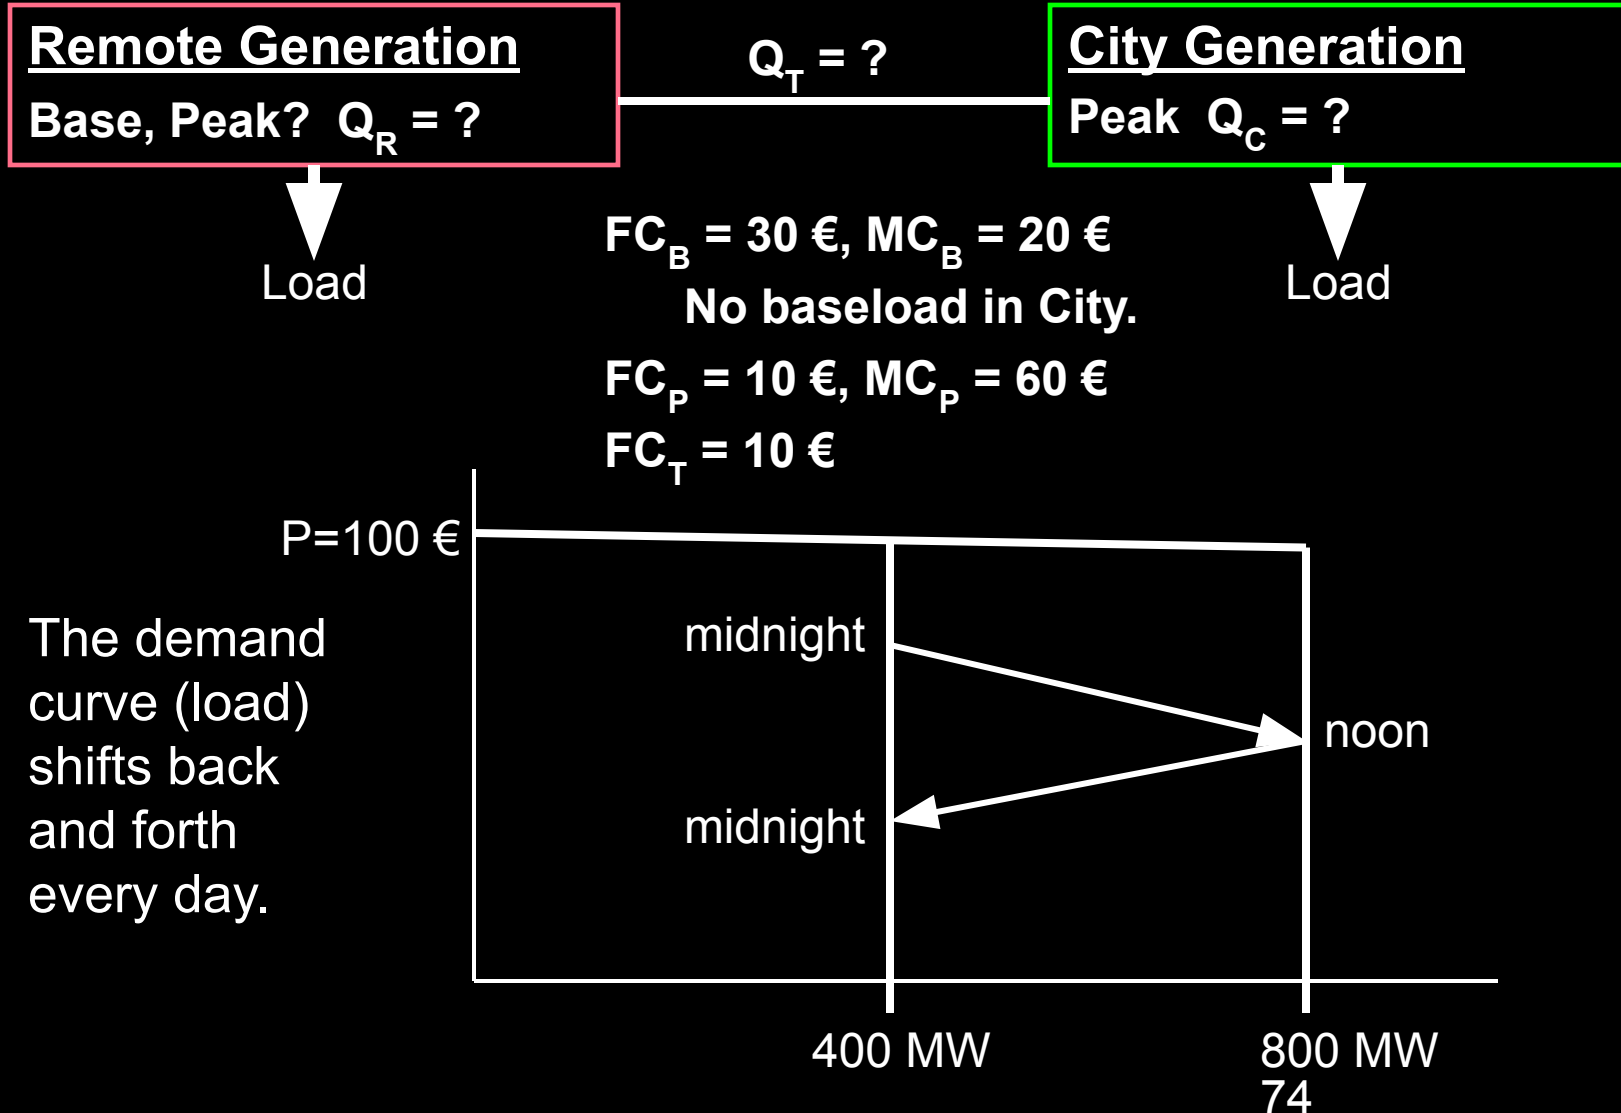 Remote Generation
Base, Peak? Q_R = ?
Q_T = ?
City Generation
Peak Q_C = ?
Load
Load
FC_B = 30 €, MC_B = 20 €
No baseload in City.
FC_P = 10 €, MC_P = 60 €
FC_T = 10 €
P=100 €
The demand
curve (load)
shifts back
and forth
every day.
midnight
noon
midnight
400 MW
800 MW
74